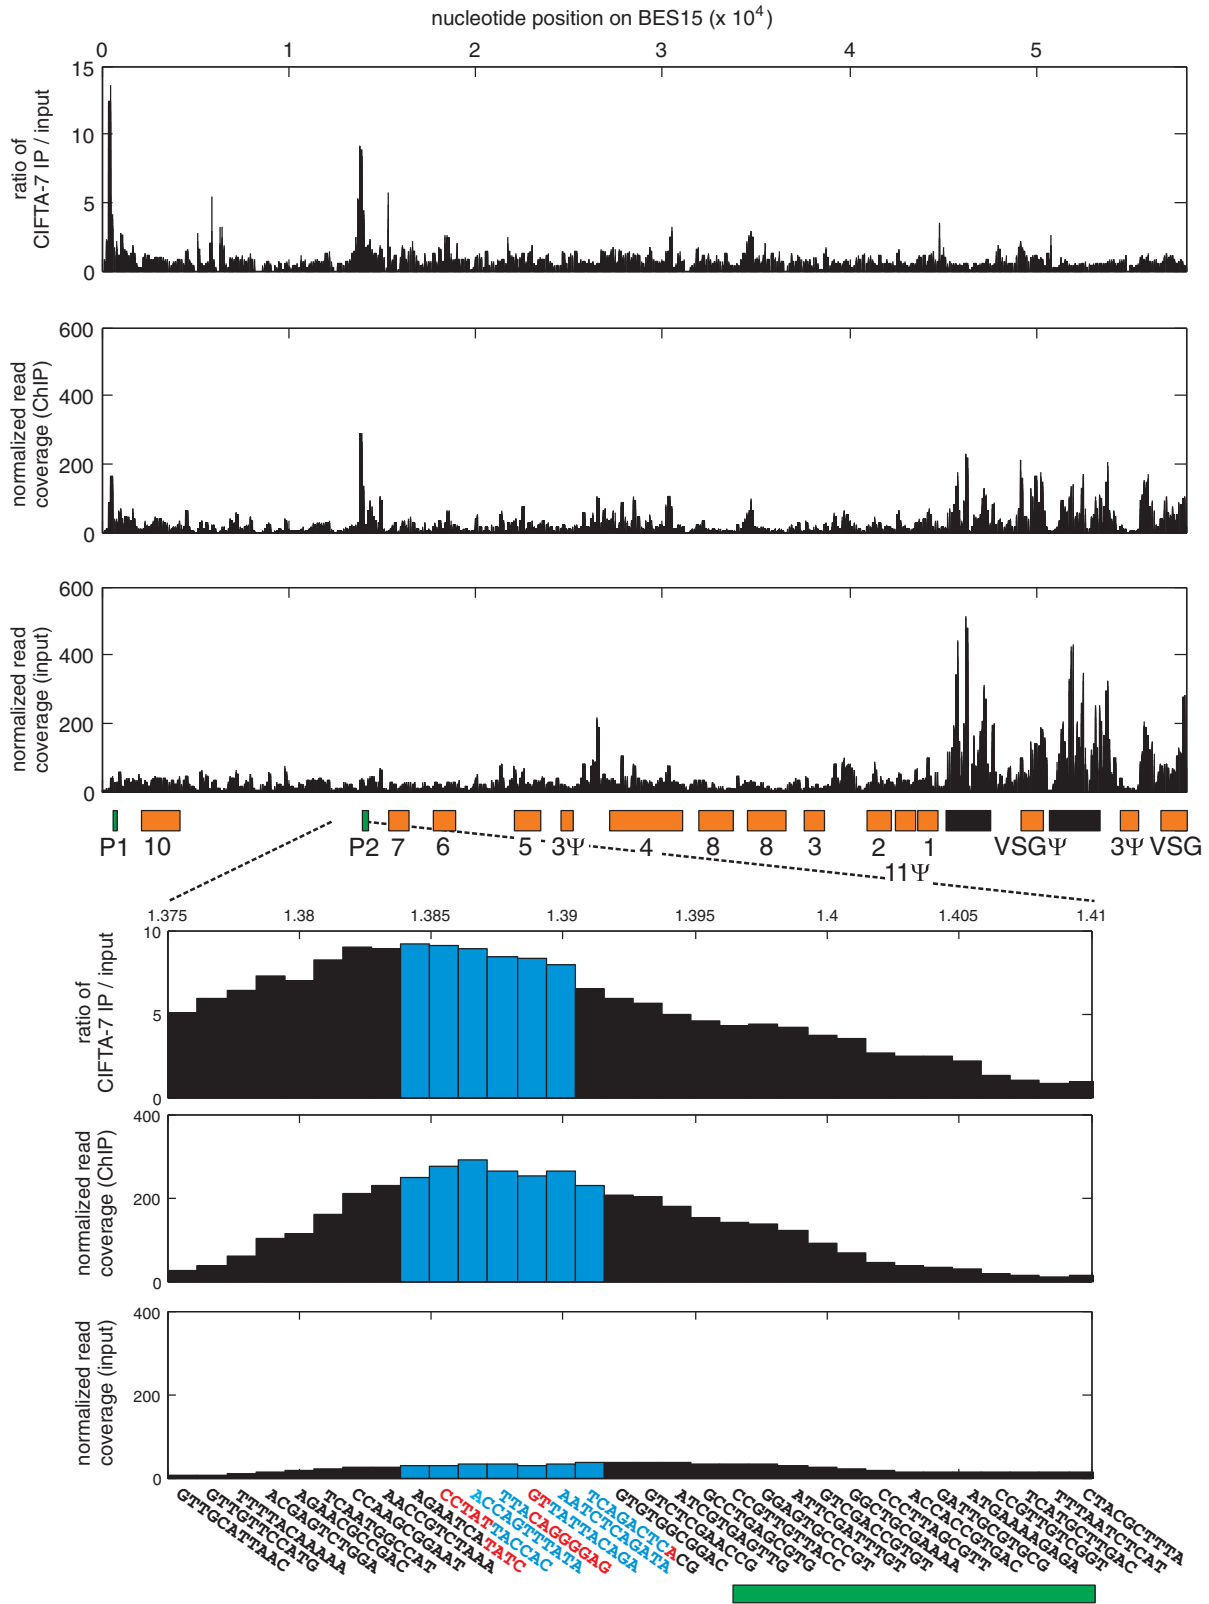 nucleotide position on BES15 (x 10^4)
0 1 2 3 4 5
ratio of
CIFTA-7 IP / input
15
10
5
0
normalized read
coverage (ChIP)
600
400
200
0
normalized read
coverage (input)
600
400
200
0
P1 10 P2 7 6 5 3Ψ 4 8 8 3 2 1 VSGΨ 3Ψ VSG
11Ψ
1.375 1.38 1.385 1.39 1.395 1.4 1.405 1.41
ratio of
CIFTA-7 IP / input
10
5
0
normalized read
coverage (ChIP)
400
200
0
normalized read
coverage (input)
400
200
0
GTTGCATTAAC
GTTGTTCCATG
TTTTACAAAAA
ACGAGTCTGGA
AGAACGCCGAC
TCAATGGCCAT
CCAAGCGGAAT
AACCGTCTAAA
AGAATCATATC
CCTATTACCAC
ACCAGTTTATA
TTACAGGGGAG
GTTATTACAGA
AATCTCAGATA
TCAGACTCACG
GTGTGGCGGAC
GTCTCGAACCG
ATCGTGAGTTG
GCCTGAGCGTG
CCGTTGTTACC
GGAGTGCCCGT
ATTCGATTTGT
GTCGACCGTGT
GGCTGCGAAAA
CCCTTAGCGTT
ACCACCGTGAC
GATTGCGTGCG
ATGAAAAGAGA
CCGTTGTCGGT
TCATGCTTGAC
TTTAATCTCAT
CTACGCTTTA